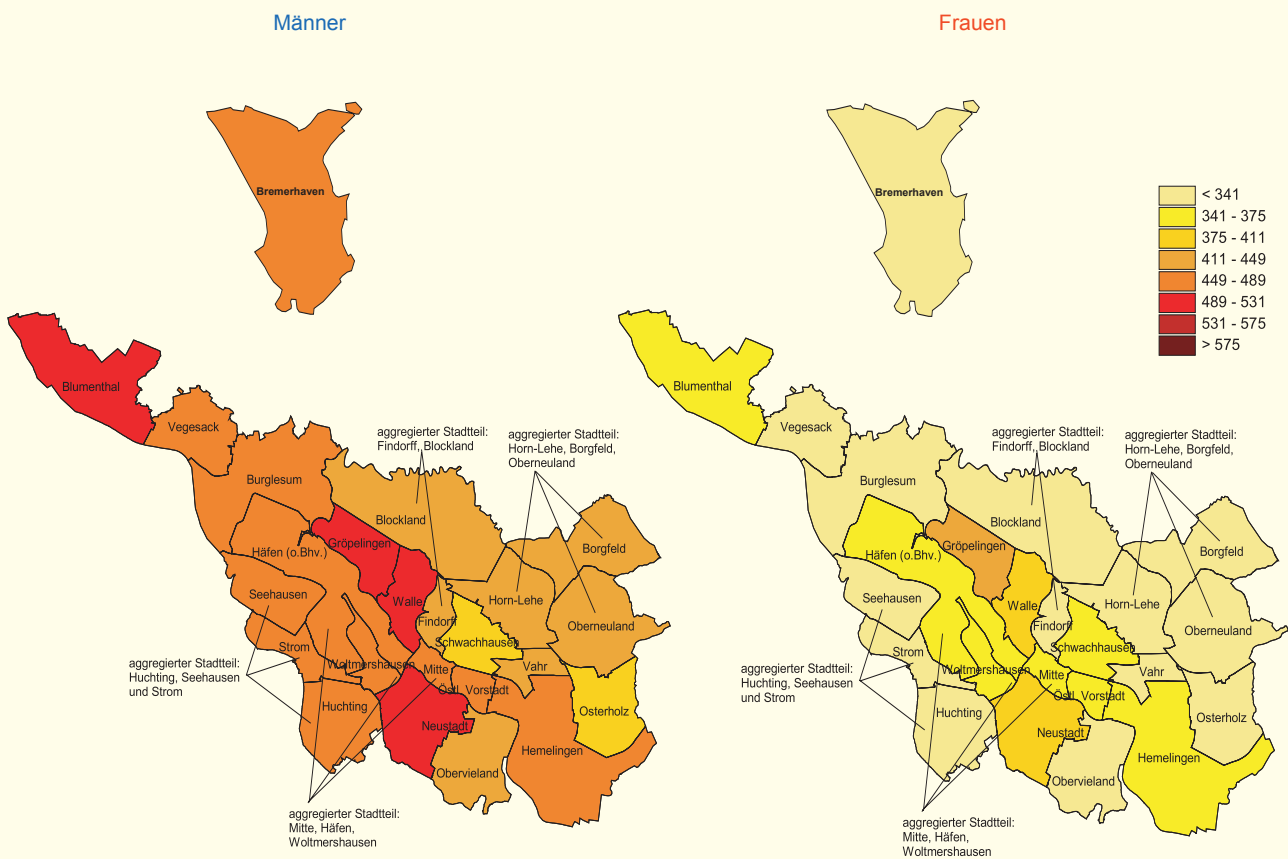 Männer
Frauen
Bremerhaven
Bremerhaven
< 341
341 - 375
375 - 411
411 - 449
449 - 489
489 - 531
531 - 575
> 575
Blumenthal
Vegesack
aggregierter Stadtteil:
Findorff, Blockland
aggregierter Stadtteil:
Horn-Lehe, Borgfeld,
Oberneuland
Burglesum
Blockland
Häfen (o.Bhv.)
Gröpelingen
Borgfeld
Seehausen
Walle
Horn-Lehe
Findorff
Oberneuland
Strom
Schwachhausen
aggregierter Stadtteil:
Huchting, Seehausen
und Strom
Woltmershausen
Mitte
Vahr
Östl. Vorstadt
Huchting
Neustadt
Osterholz
Hemelingen
Obervieland
aggregierter Stadtteil:
Mitte, Häfen,
Woltmershausen
Blumenthal
Vegesack
aggregierter Stadtteil:
Findorff, Blockland
aggregierter Stadtteil:
Horn-Lehe, Borgfeld,
Oberneuland
Burglesum
Blockland
Häfen (o.Bhv.)
Gröpelingen
Borgfeld
Seehausen
Walle
Horn-Lehe
Findorff
Oberneuland
Strom
Schwachhausen
aggregierter Stadtteil:
Huchting, Seehausen
und Strom
Woltmershausen
Mitte
Vahr
Östl. Vorstadt
Huchting
Neustadt
Osterholz
Hemelingen
Obervieland
aggregierter Stadtteil:
Mitte, Häfen,
Woltmershausen